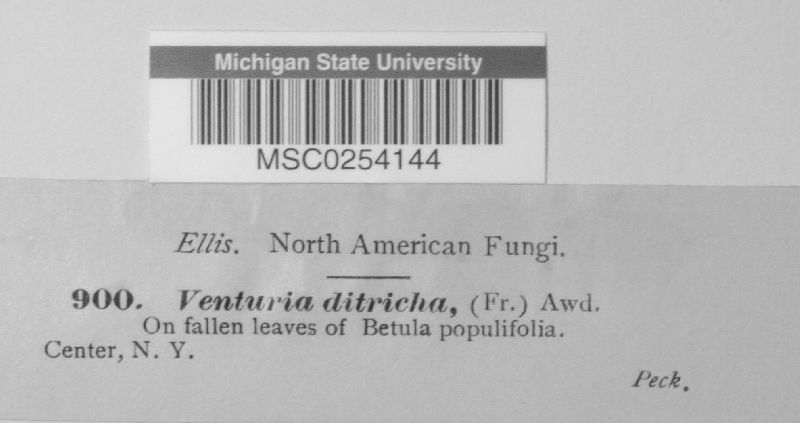 Michigan State University
MSC0254144
Ellis. North American Fungi.
900. Venturia ditricha, (Fr.) Awd.
On fallen leaves of Betula populifolia.
Center, N. Y.
Peck.